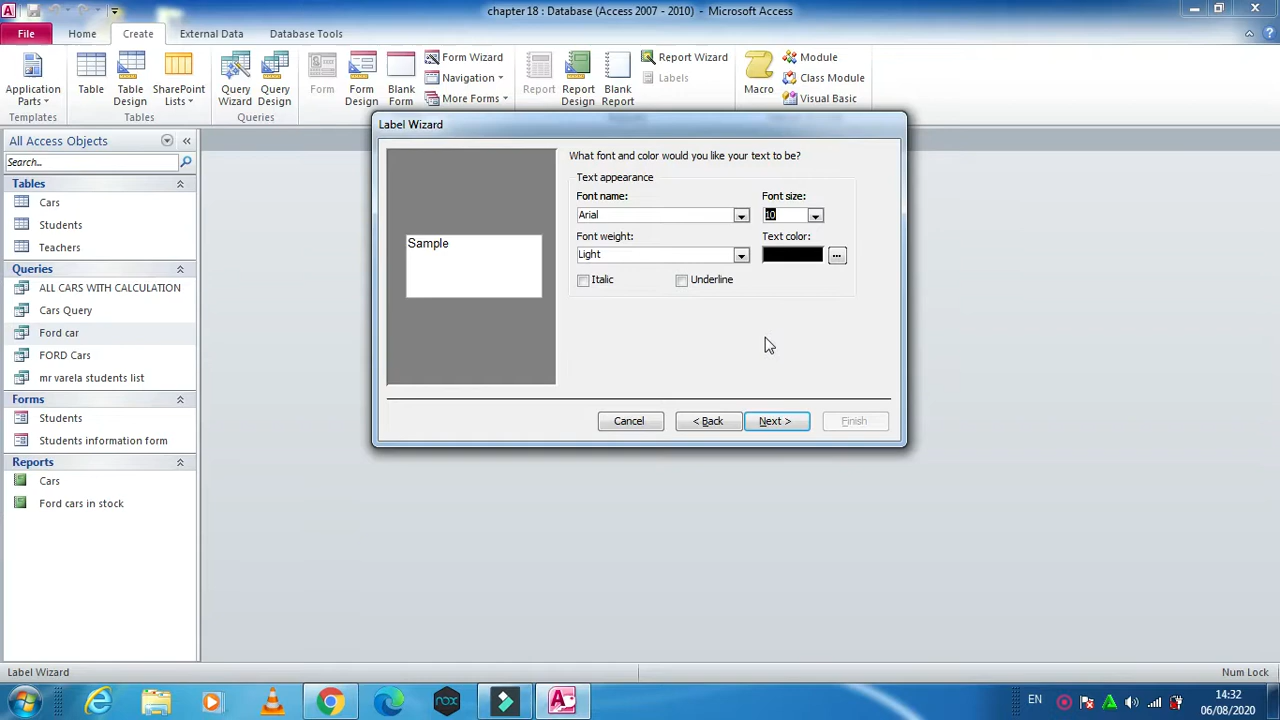 chapter 18 : Database (Access 2007 - 2010) - Microsoft Access
File Home Create External Data Database Tools
Application Parts
Table
Table Design
SharePoint Lists
Query Wizard
Query Design
Form
Form Design
Blank Form
Form Wizard
Navigation
More Forms
Report
Report Design
Blank Report
Report Wizard
Labels
Macro
Module
Class Module
Visual Basic
Templates
Tables
Queries
All Access Objects
Search...
Tables
Cars
Students
Teachers
Queries
ALL CARS WITH CALCULATION
Cars Query
Ford car
FORD Cars
mr varela students list
Forms
Students
Students information form
Reports
Cars
Ford cars in stock
Label Wizard
Sample
What font and color would you like your text to be?
Text appearance
Font name:
Font size:
Arial
10
Font weight:
Text color:
Light
...
Italic
Underline
Cancel
< Back
Next >
Finish
Label Wizard
Num Lock
nox
EN
14:32
06/08/2020